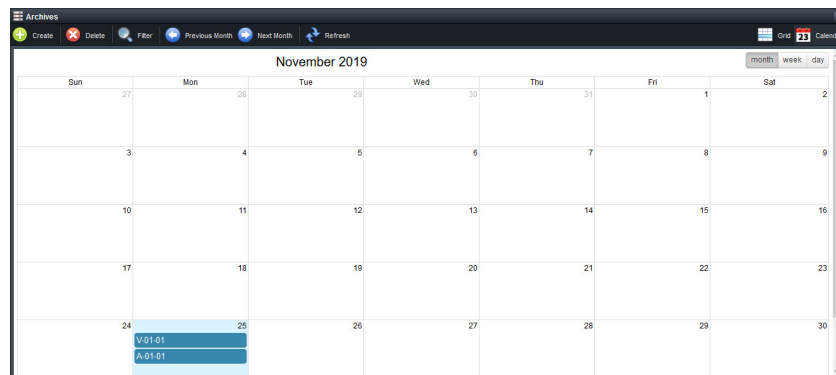 Archives
Create Delete Filter Previous Month Next Month Refresh Grid 23 Calend
November 2019
month week day
Sun Mon Tue Wed Thu Fri Sat
27 28 29 30 31 1 2
3 4 5 6 7 8 9
10 11 12 13 14 15 16
17 18 19 20 21 22 23
24 25 26 27 28 29 30
V-01-01
A-01-01